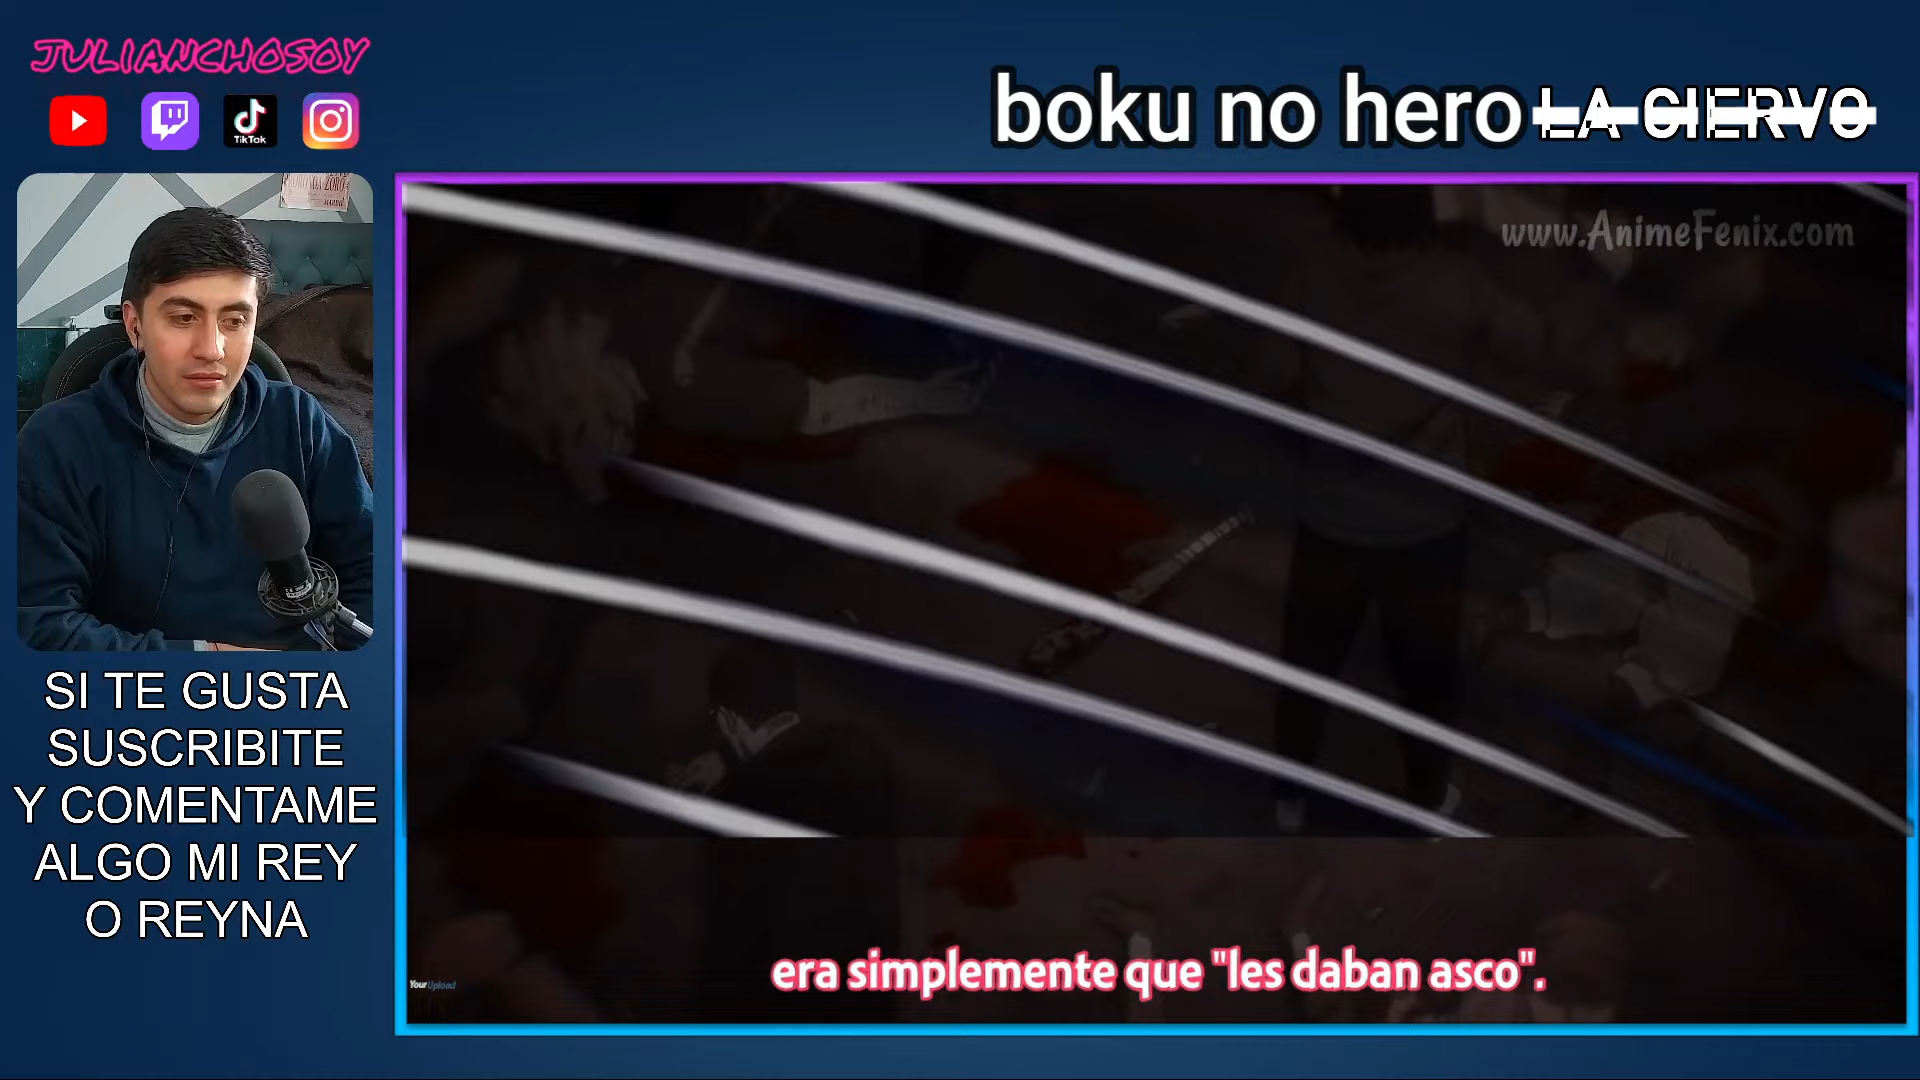 JULIANCHOSOY
TikTok
boku no hero LA CIERVO
www.AnimeFenix.com
SI TE GUSTA
SUSCRIBITE
Y COMENTAME
ALGO MI REY
O REYNA
era simplemente que "les daban asco".
YourUpload